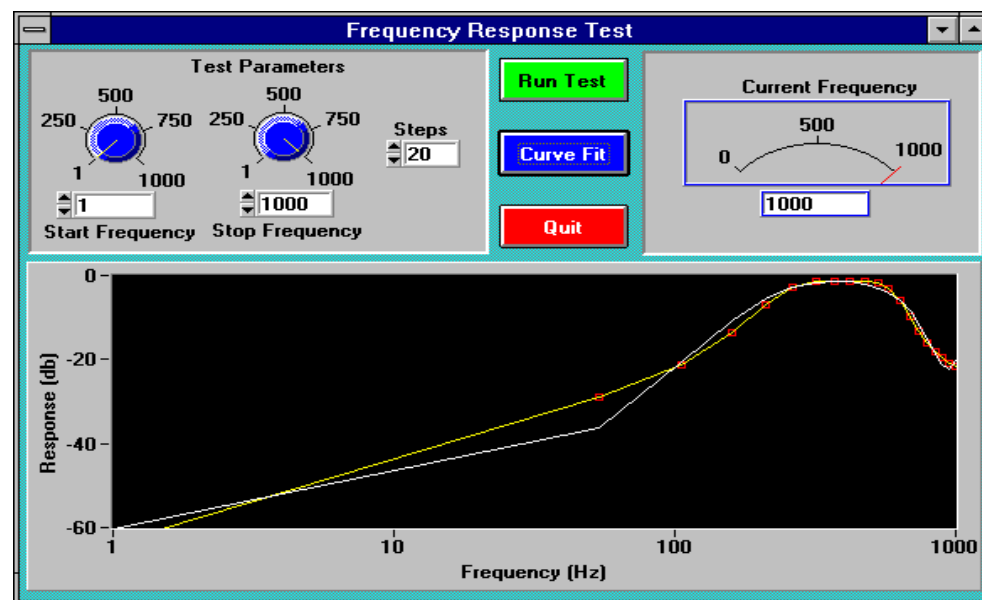 Frequency Response Test
Test Parameters
500
250
750
1
1000
1
Start Frequency
500
250
750
1
1000
1000
Stop Frequency
Steps
20
Run Test
Curve Fit
Quit
Current Frequency
0
500
1000
1000
Response (db)
0
-20
-40
-60
1
10
100
1000
Frequency (Hz)